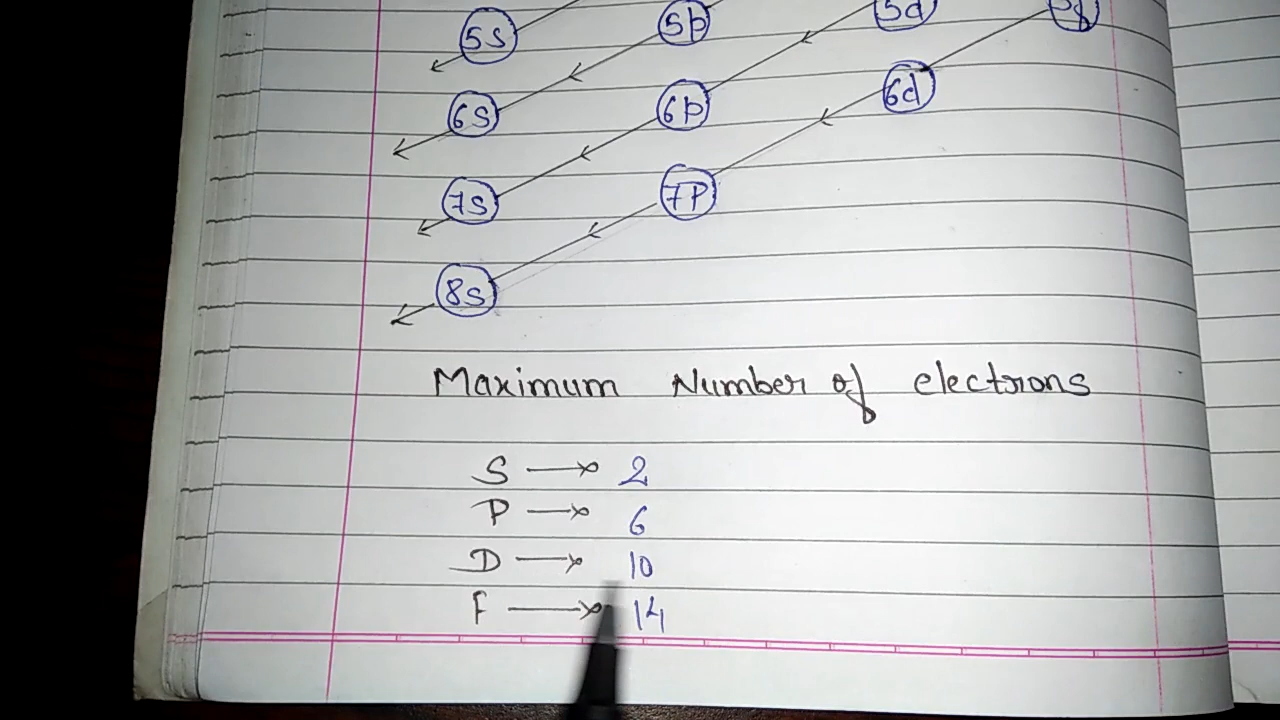 5s 5p 5d
6s 6p 6d
7s 7P
8s
Maximum Number of electrons
S → 2
P → 6
D → 10
F → 14